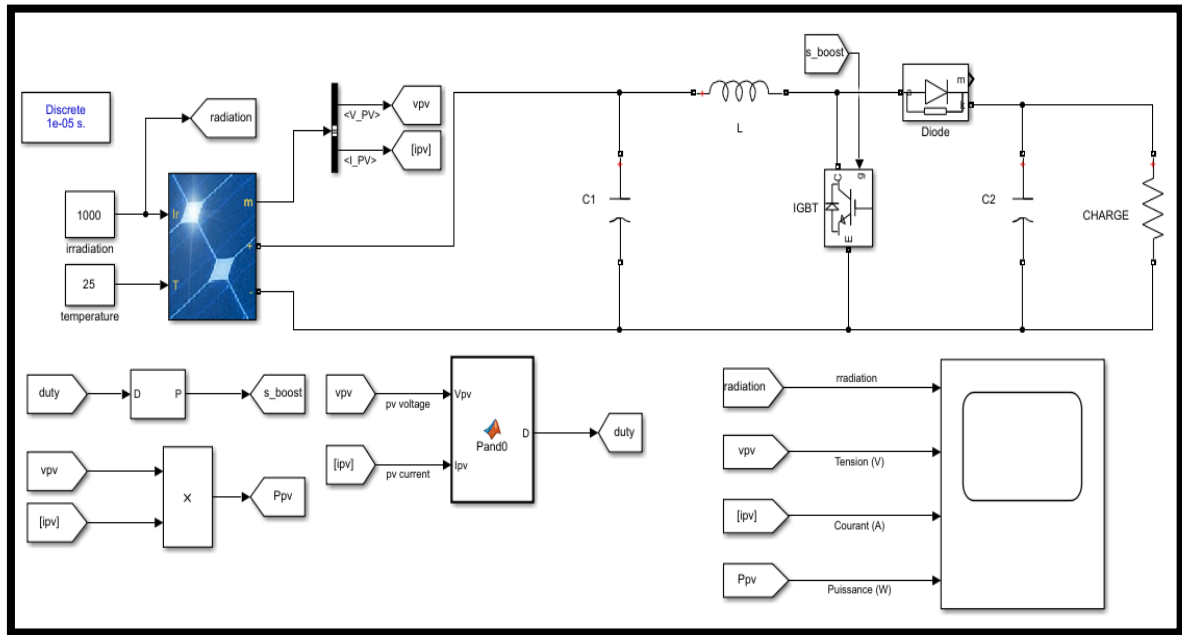 s_boost
Discrete
1e-05 s.
radiation
<V_PV>
vpv
<I_PV>
[ipv]
L
a
m
k
Diode
1000
irradiation
25
temperature
Ir
T
m
+
-
C1
C
g
E
IGBT
C2
CHARGE
duty
D
P
s_boost
vpv
[ipv]
×
Ppv
vpv
pv voltage
[ipv]
pv current
Vpv
Ipv
D
Pand0
duty
radiation
rradiation
vpv
Tension (V)
[ipv]
Courant (A)
Ppv
Puissance (W)